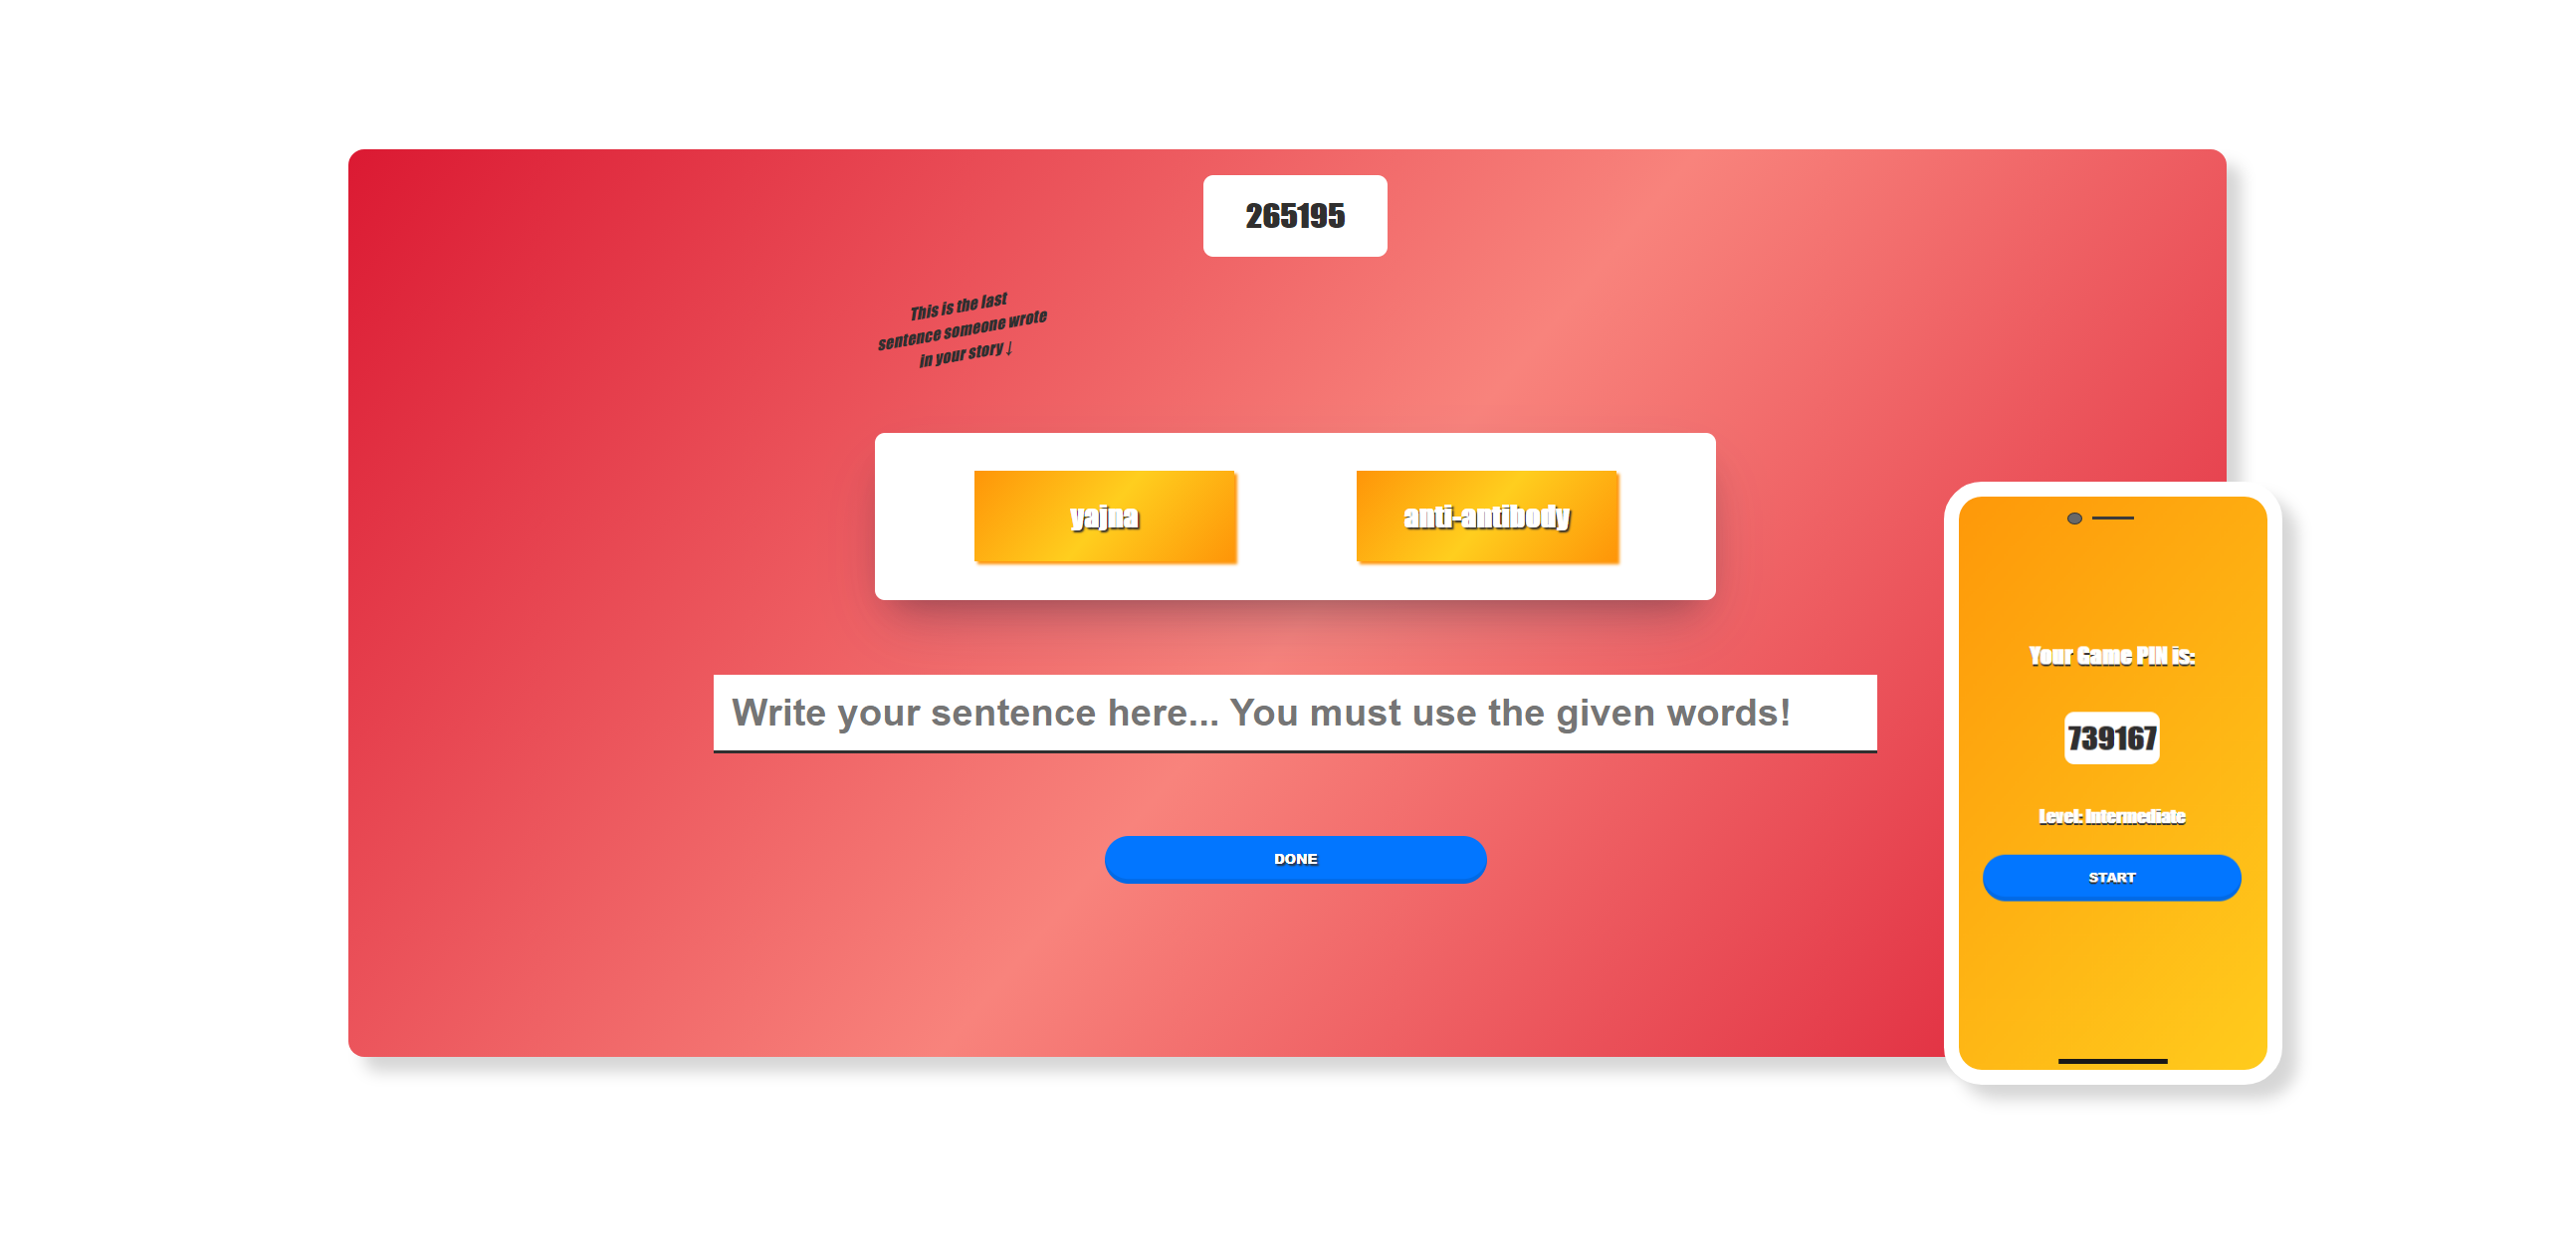 265195
This is the last
sentence someone wrote
in your story ↓
yajna
anti-antibody
Write your sentence here... You must use the given words!
DONE
Your Game PIN is:
739167
Level: Intermediate
START